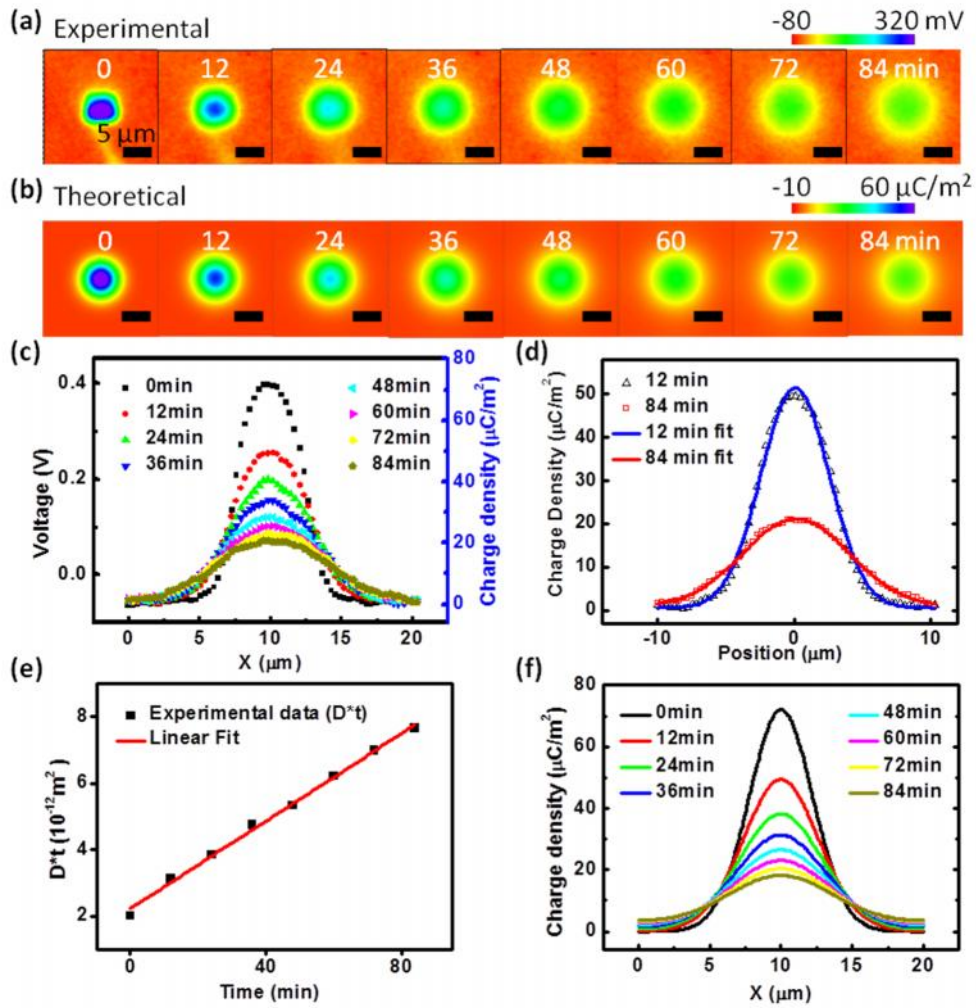 (a) Experimental
-80 320 mV
0 12 24 36 48 60 72 84 min
5 μm
(b) Theoretical
-10 60 μC/m²
0 12 24 36 48 60 72 84 min
(c)
Voltage (V)
0.4
0.2
0.0
0 5 10 15 20
X (μm)
80
60
40
20
0
Charge density (μC/m²)
0min
12min
24min
36min
48min
60min
72min
84min
(d)
Charge Density (μC/m²)
50
40
30
20
10
0
-10 0 10
Position (μm)
12 min
84 min
12 min fit
84 min fit
(e)
D*t (10⁻¹²m²)
8
6
4
2
0 40 80
Time (min)
Experimental data (D*t)
Linear Fit
(f)
Charge density (μC/m²)
80
60
40
20
0
0 5 10 15 20
X (μm)
0min
12min
24min
36min
48min
60min
72min
84min